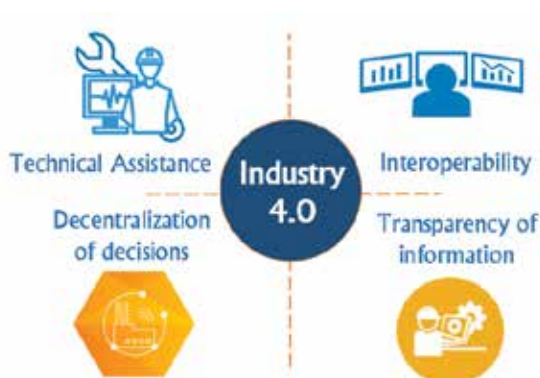 Technical Assistance
Interoperability
Industry
4.0
Decentralization
of decisions
Transparency of
information